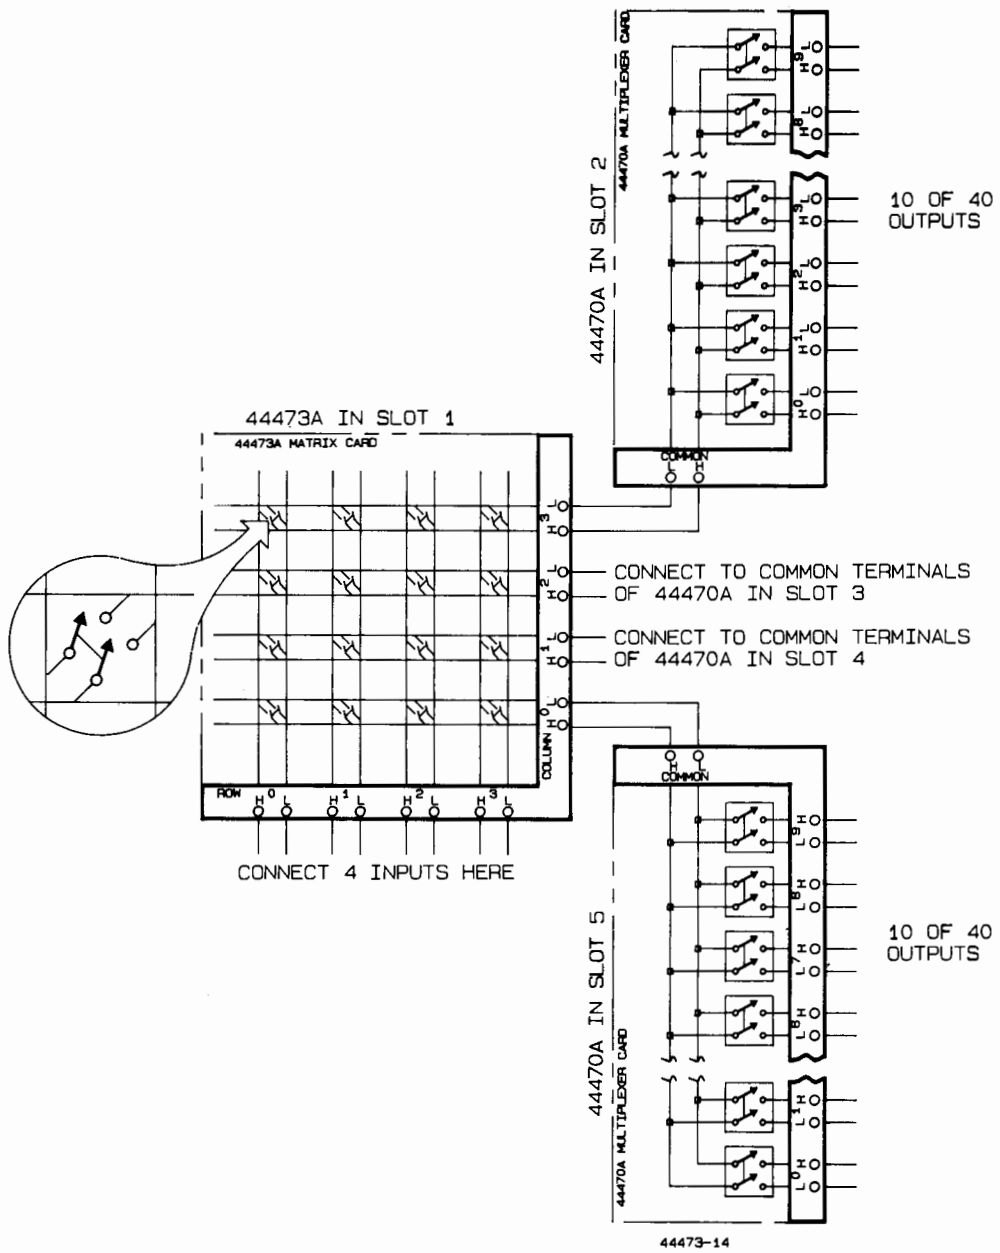 44470A MULTIPLEXER CARD
44470A IN SLOT 2
L
H 9
L
H 8
L
H 3
L
H 2
L
H 1
L
H 0
COMMON
L H
10 OF 40
OUTPUTS
44473A IN SLOT 1
44473A MATRIX CARD
L
H 3
L
H 2
L
H 1
L
H 0
COLUMN
ROW
H 0 L H 1 L H 2 L H 3 L
CONNECT 4 INPUTS HERE
CONNECT TO COMMON TERMINALS
OF 44470A IN SLOT 3
CONNECT TO COMMON TERMINALS
OF 44470A IN SLOT 4
H L
COMMON
44470A IN SLOT 5
44470A MULTIPLEXER CARD
H
L 9
H
L 8
H
L 7
H
L 8
H
L 1
H
L 0
10 OF 40
OUTPUTS
44473-14